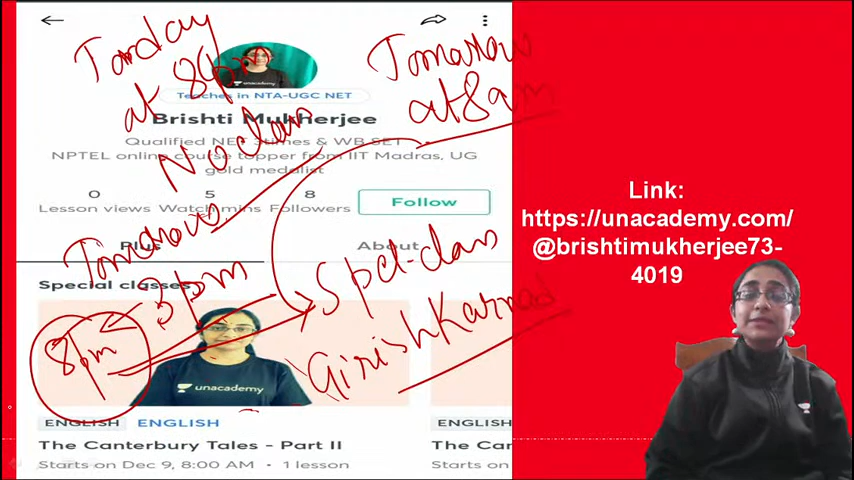 Today
at 8pm
No class
Tomorrow
at 8am
Teaches in NTA-UGC NET
Brishti Mukherjee
Qualified NET 3times & WB SET
NPTEL online course topper from IIT Madras, UG
gold medalist
0 5 8
Lesson views Watch mins Followers
Follow
Plus About
Tomorrow
3pm
8pm
Spcl-class
Girish Karnad
Special classes
unacademy
ENGLISH ENGLISH
The Canterbury Tales - Part II
Starts on Dec 9, 8:00 AM • 1 lesson
ENGLISH
The Can
Starts on
Link:
https://unacademy.com/
@brishtimukherjee73-
4019